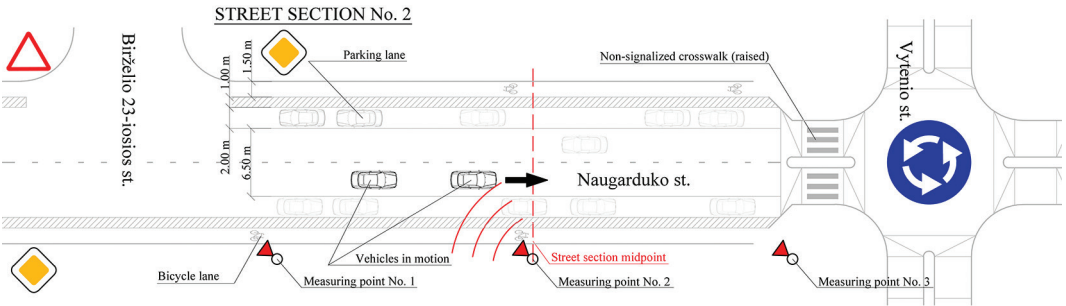 STREET SECTION No. 2
Birželio 23-iosios st.
1.50 m
1.00 m
2.00 m
6.50 m
Parking lane
Non-signalized crosswalk (raised)
Vytenio st.
Naugarduko st.
Vehicles in motion
Street section midpoint
Bicycle lane
Measuring point No. 1
Measuring point No. 2
Measuring point No. 3